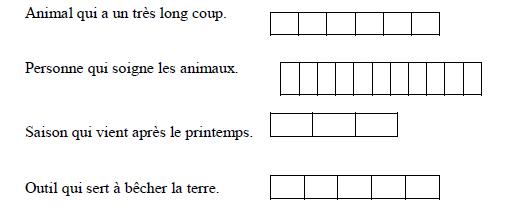 Animal qui a un très long coup.
Personne qui soigne les animaux.
Saison qui vient après le printemps.
Outil qui sert à bêcher la terre.